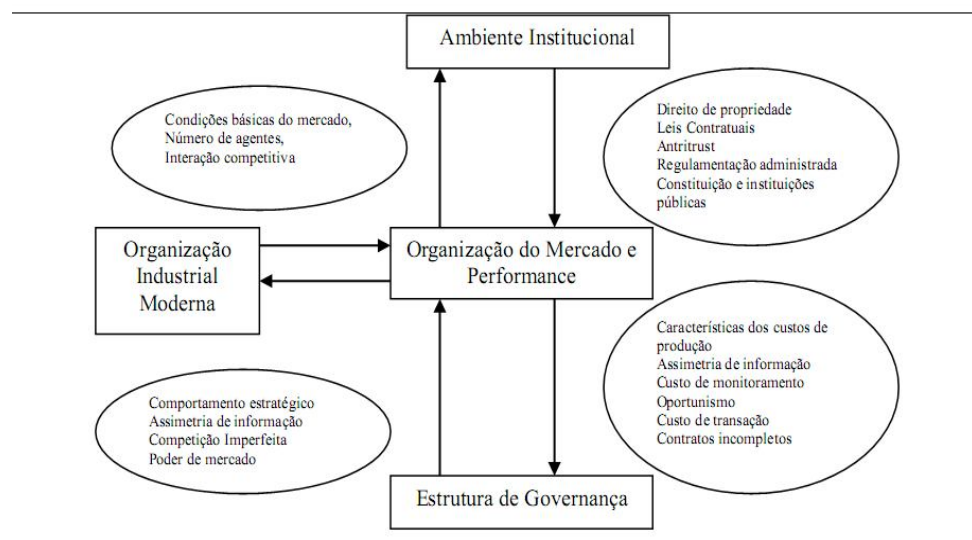 Ambiente Institucional
Condições básicas do mercado,
Número de agentes,
Interação competitiva
Direito de propriedade
Leis Contratuais
Antritrust
Regulamentação administrada
Constituição e instituições
públicas
Organização
Industrial
Moderna
Organização do Mercado e
Performance
Características dos custos de
produção
Assimetria de informação
Custo de monitoramento
Oportunismo
Custo de transação
Contratos incompletos
Comportamento estratégico
Assimetria de informação
Competição Imperfeita
Poder de mercado
Estrutura de Governança